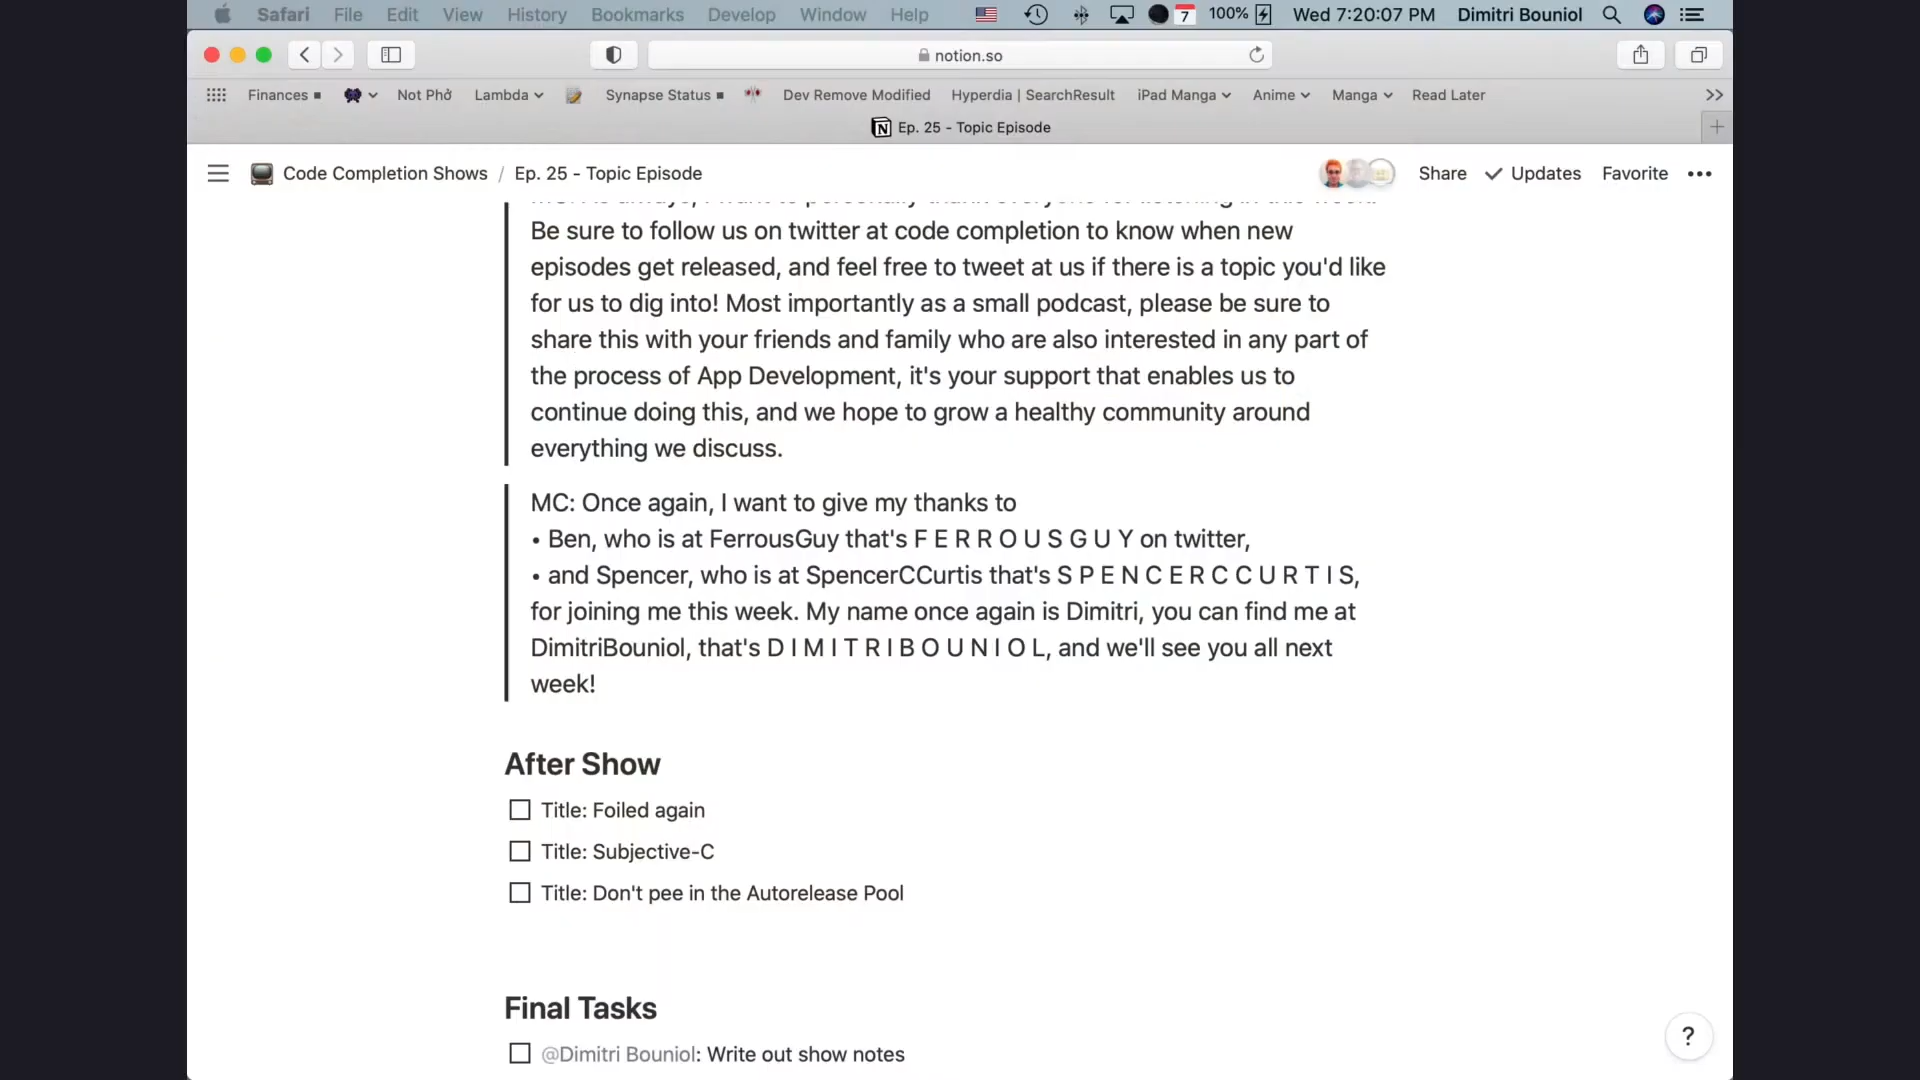 Safari File Edit View History Bookmarks Develop Window Help 7 100% Wed 7:20:07 PM Dimitri Bouniol
notion.so
Finances Not Phở Lambda Synapse Status Dev Remove Modified Hyperdia | SearchResult iPad Manga Anime Manga Read Later
Ep. 25 - Topic Episode
Code Completion Shows / Ep. 25 - Topic Episode Share Updates Favorite
Be sure to follow us on twitter at code completion to know when new
episodes get released, and feel free to tweet at us if there is a topic you'd like
for us to dig into! Most importantly as a small podcast, please be sure to
share this with your friends and family who are also interested in any part of
the process of App Development, it's your support that enables us to
continue doing this, and we hope to grow a healthy community around
everything we discuss.
MC: Once again, I want to give my thanks to
• Ben, who is at FerrousGuy that's F E R R O U S G U Y on twitter,
• and Spencer, who is at SpencerCCurtis that's S P E N C E R C C U R T I S,
for joining me this week. My name once again is Dimitri, you can find me at
DimitriBouniol, that's D I M I T R I B O U N I O L, and we'll see you all next
week!
After Show
Title: Foiled again
Title: Subjective-C
Title: Don't pee in the Autorelease Pool
Final Tasks
@Dimitri Bouniol: Write out show notes
?